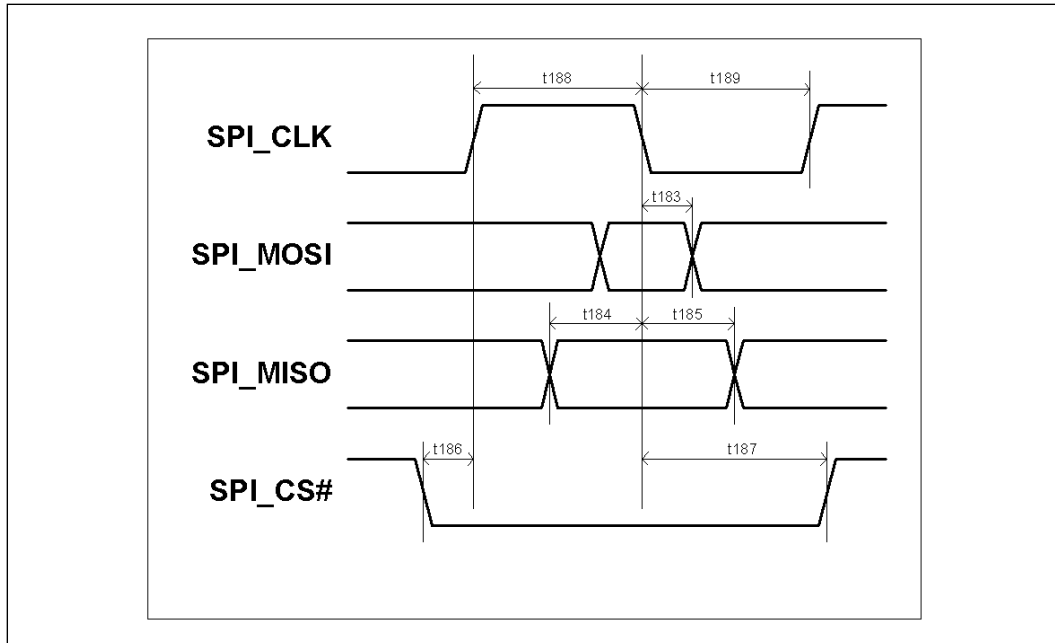 t188 t189
SPI_CLK
t183
SPI_MOSI
t184 t185
SPI_MISO
t186 t187
SPI_CS#